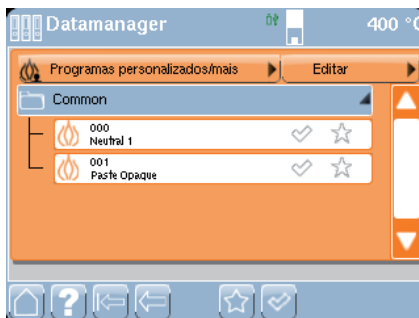 Datamanager
400 °C
Programas personalizados/mais
Editar
Common
000
Neutral 1
001
Paste Opaque
?